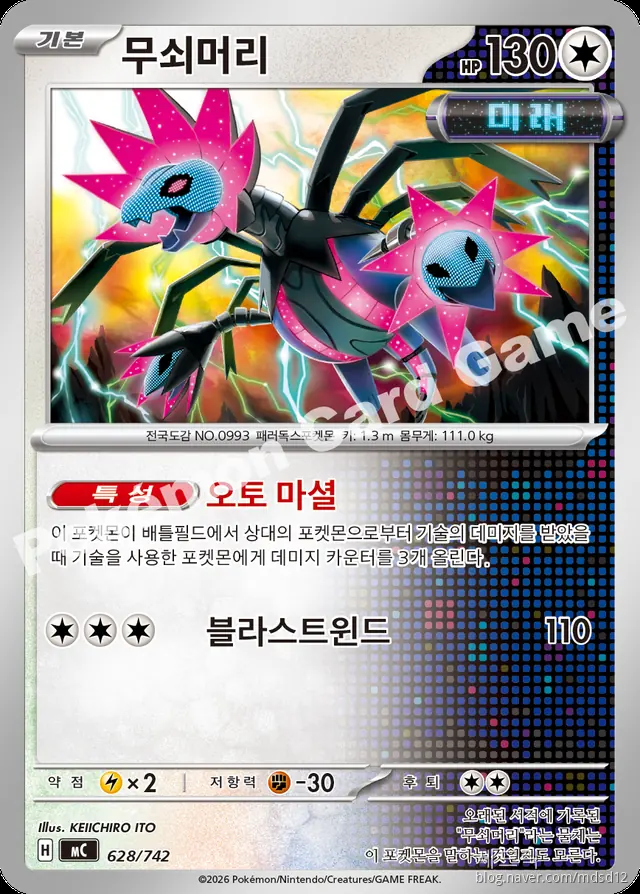 기본
무쇠머리
HP 130
미래
전국도감 NO.0993 패러독스포켓몬 키: 1.3 m 몸무게: 111.0 kg
특성 오토 마셜
이 포켓몬이 배틀필드에서 상대의 포켓몬으로부터 기술의 데미지를 받았을
때 기술을 사용한 포켓몬에게 데미지 카운터를 3개 올린다.
블라스트윈드 110
약점 ×2 저항력 -30 후퇴
Illus. KEIICHIRO ITO
H MC 628/742
오래된 서적에 기록된
"무쇠머리"라는 물체는
이 포켓몬을 말하는 것인지도 모른다.
©2026 Pokémon/Nintendo/Creatures/GAME FREAK.
Pokémon Card Game
blog.naver.com/mdsd12